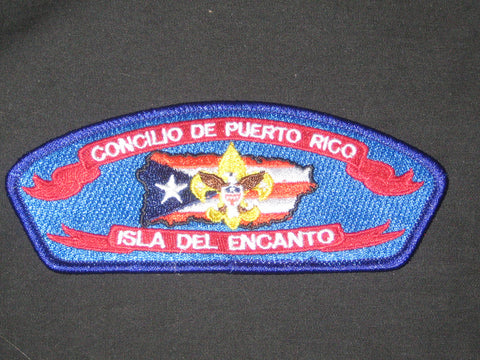 CONCILIO DE PUERTO RICO
ISLA DEL ENCANTO